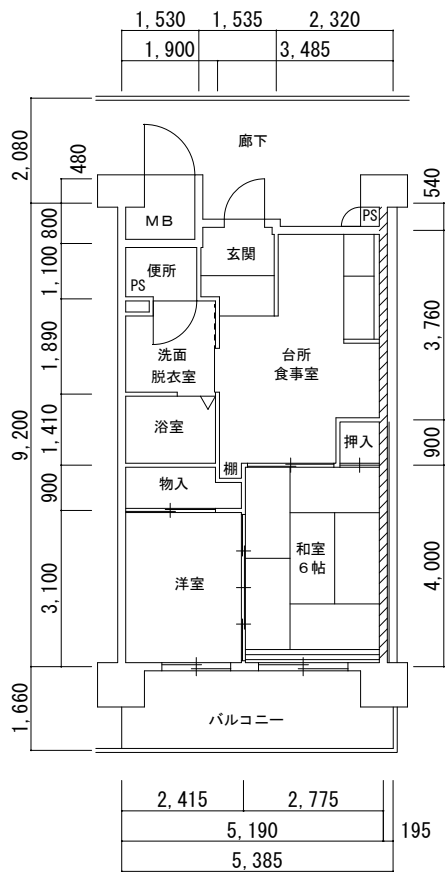 1,530 1,535 2,320
1,900 3,485
廊下
2,080
480
540
PS
MB
800
玄関
便所
1,100
PS
3,760
洗面
脱衣室
台所
食事室
1,890
9,200
浴室
1,410
押入
900
棚
物入
900
和室
6帖
4,000
洋室
3,100
バルコニー
1,660
2,415 2,775
5,190 195
5,385